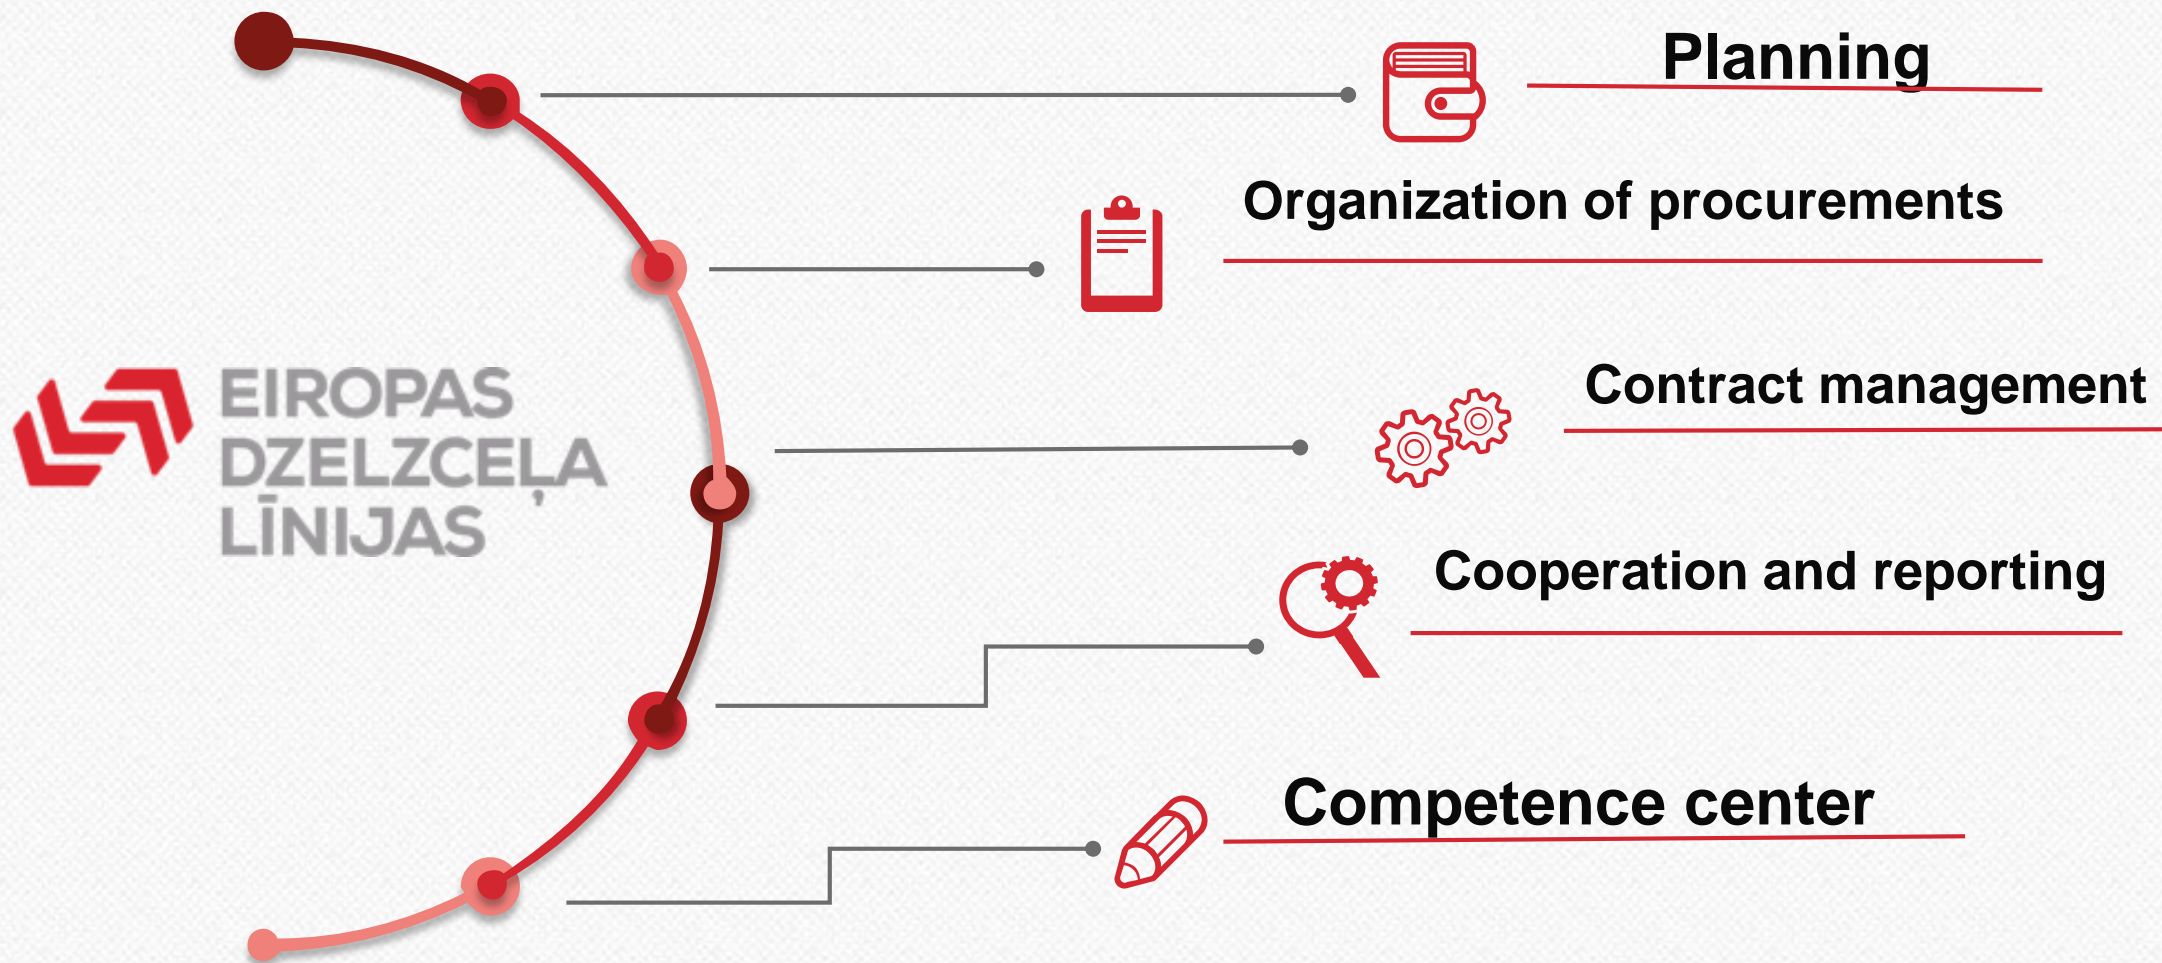 Planning
Organization of procurements
EIROPAS
DZELZCEĻA
LĪNIJAS
Contract management
Cooperation and reporting
Competence center